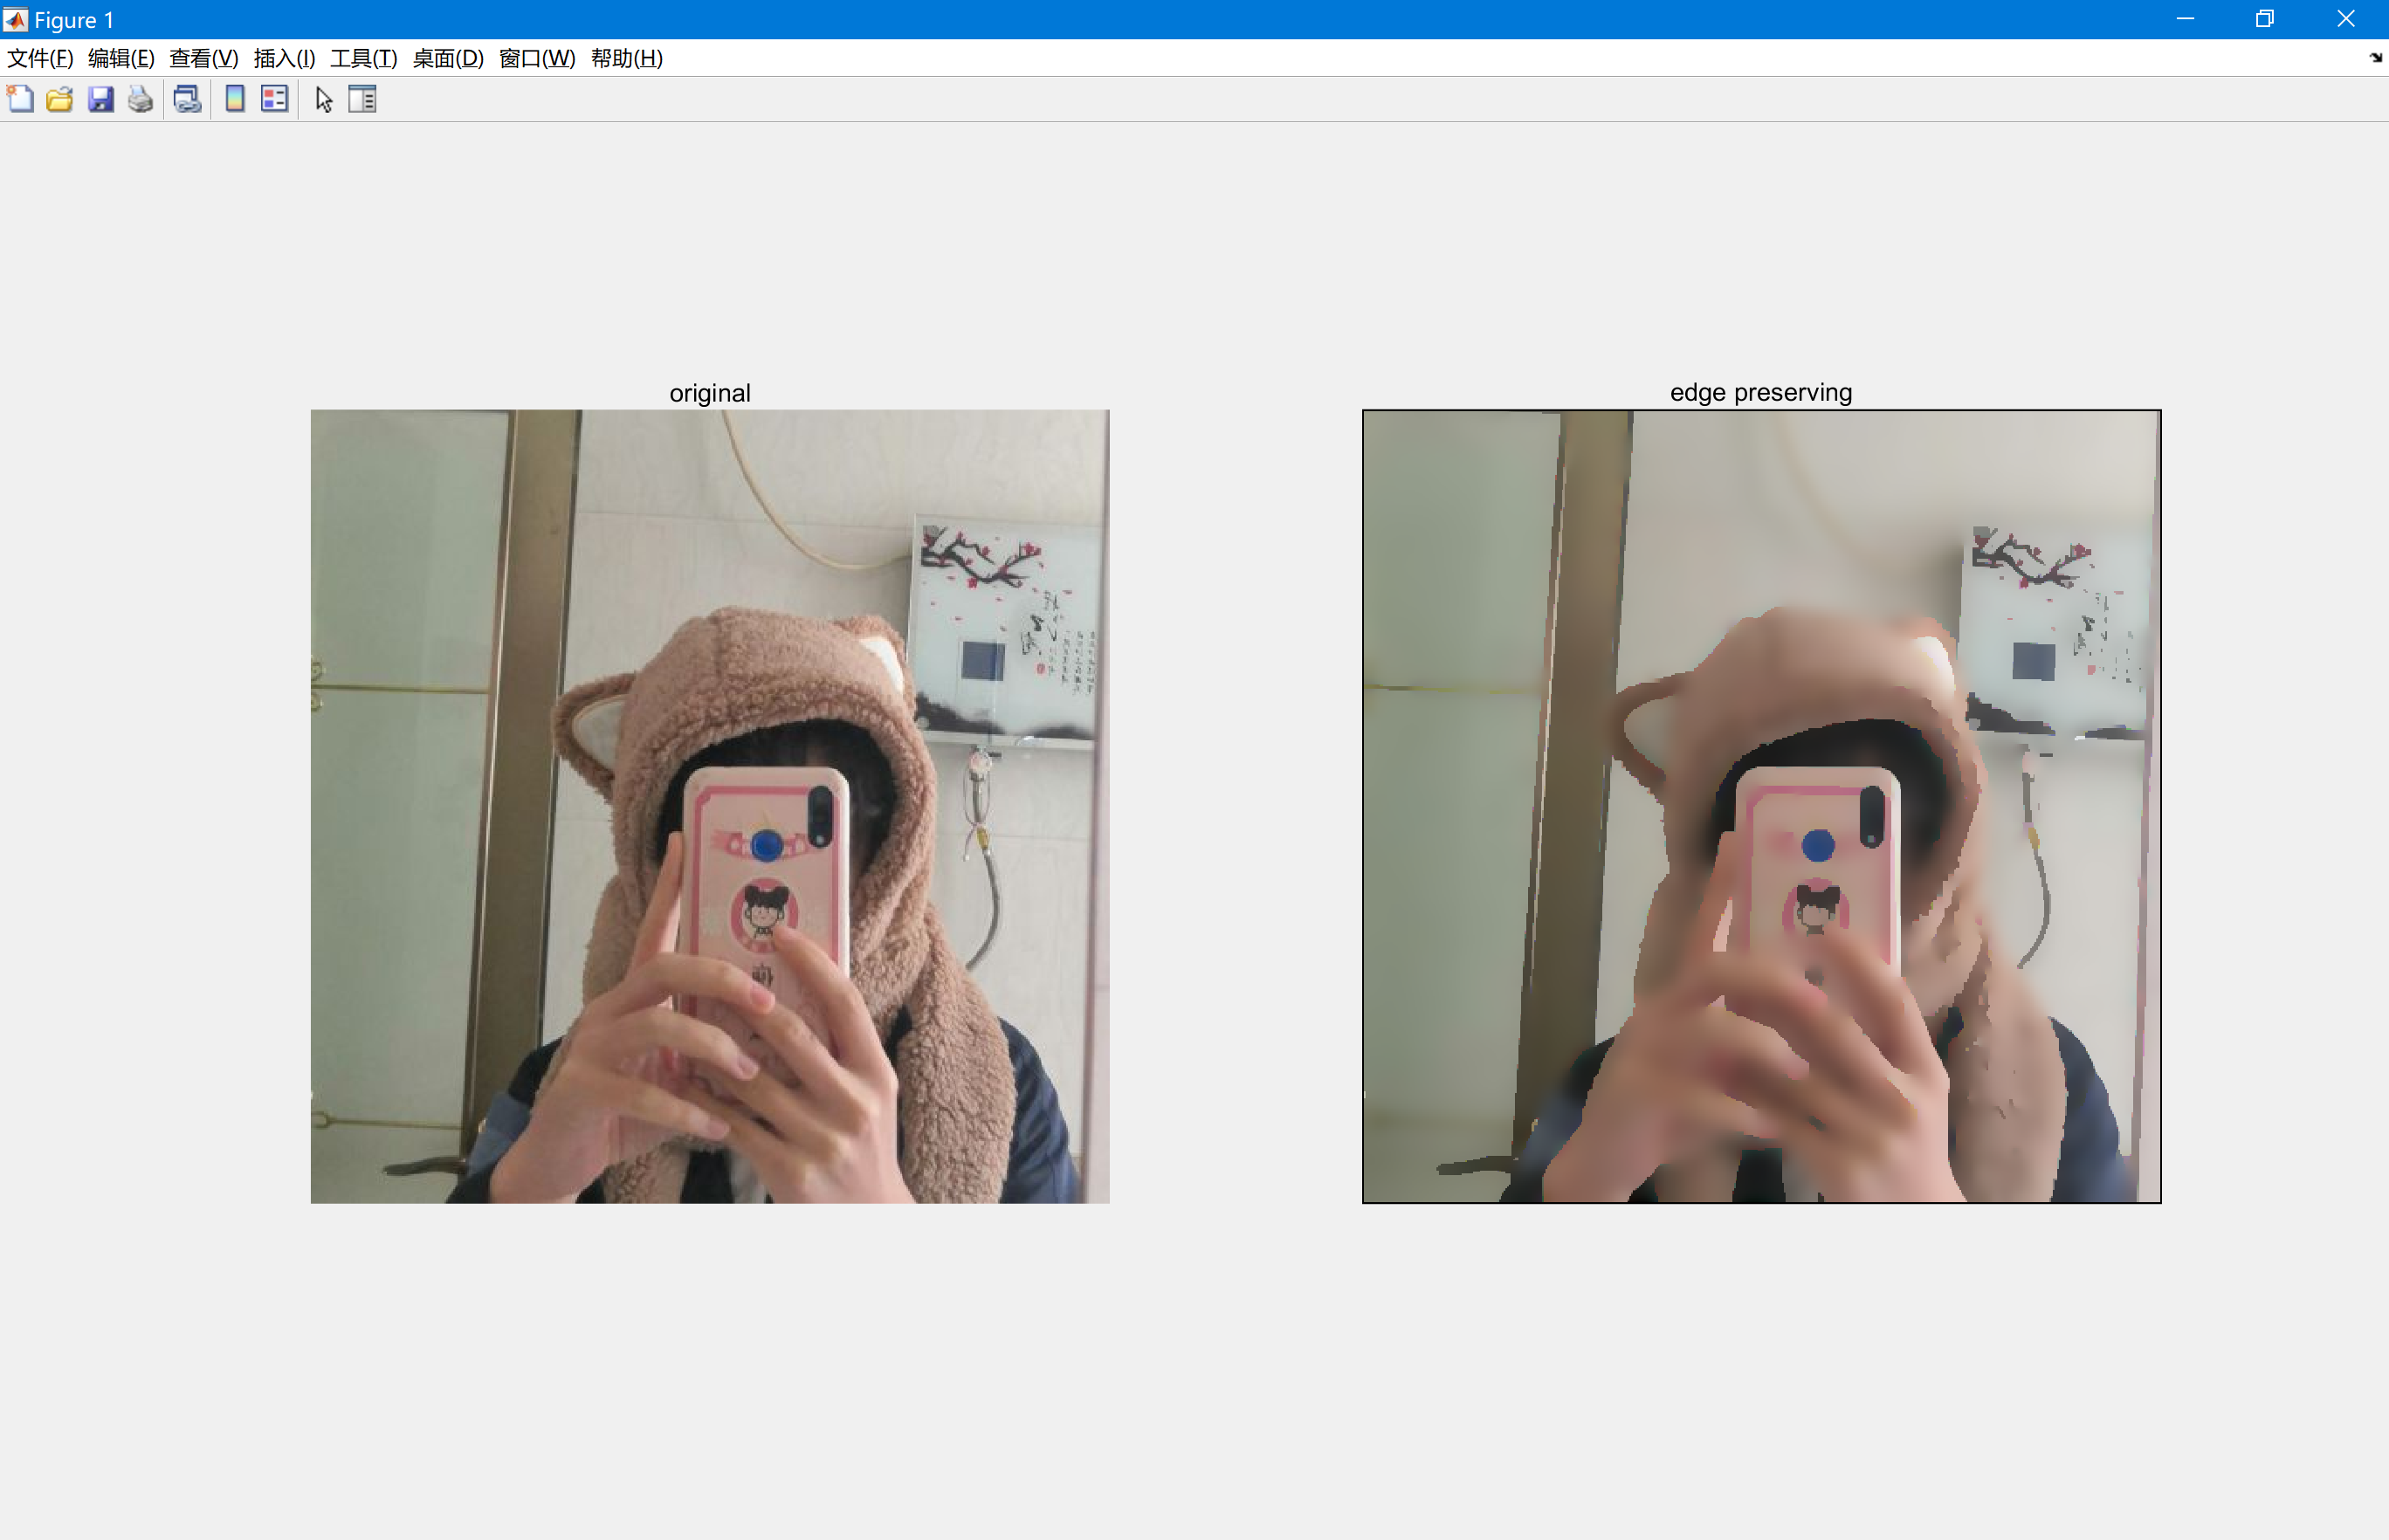 Figure 1
文件(F) 编辑(E) 查看(V) 插入(I) 工具(T) 桌面(D) 窗口(W) 帮助(H)
original
edge preserving